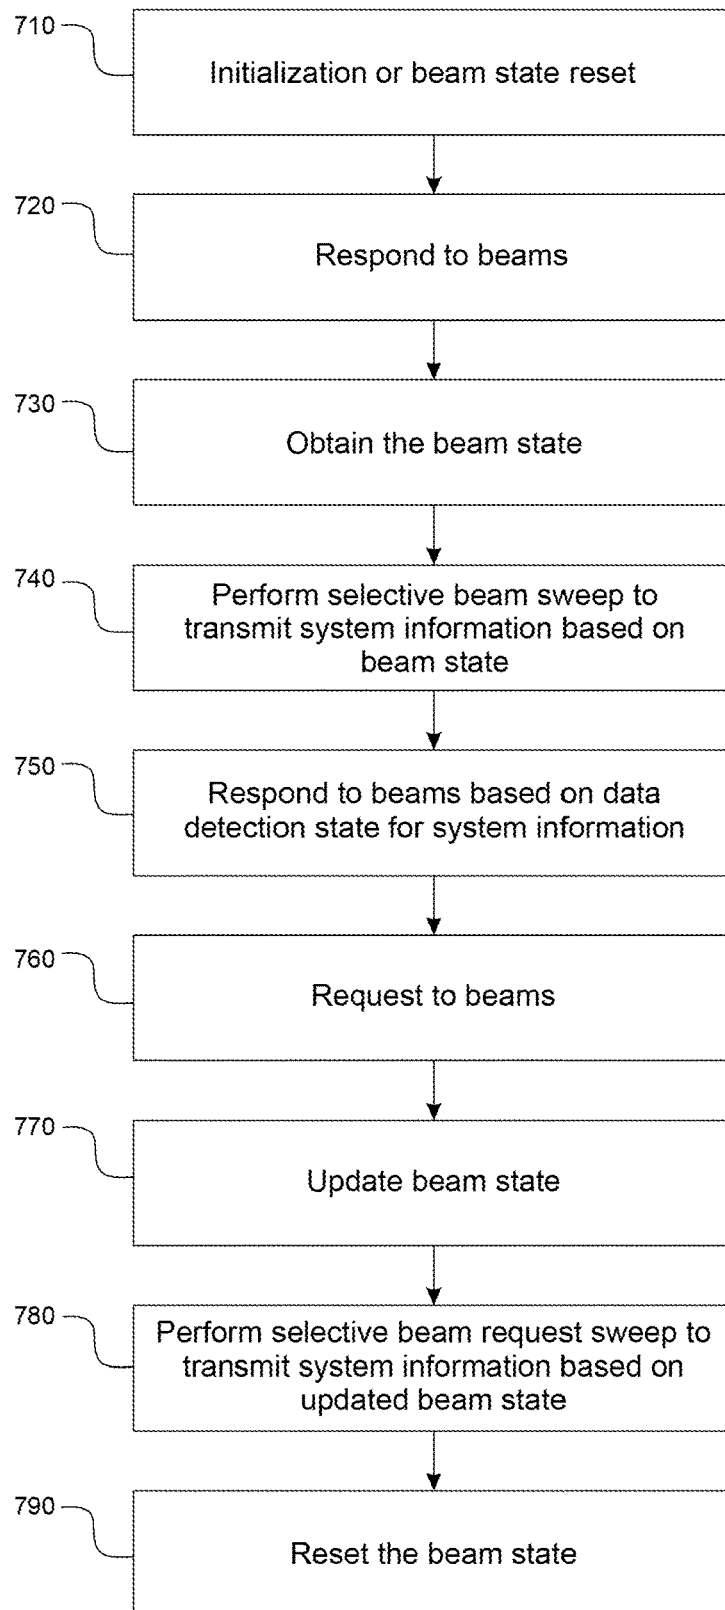 710
Initialization or beam state reset
720
Respond to beams
730
Obtain the beam state
740
Perform selective beam sweep to
transmit system information based on
beam state
750
Respond to beams based on data
detection state for system information
760
Request to beams
770
Update beam state
780
Perform selective beam request sweep to
transmit system information based on
updated beam state
790
Reset the beam state